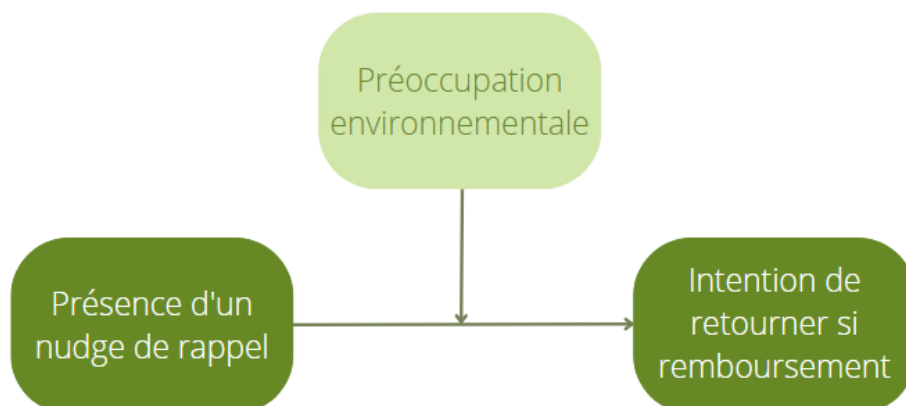 Préoccupation
environnementale
Présence d'un
nudge de rappel
Intention de
retourner si
remboursement